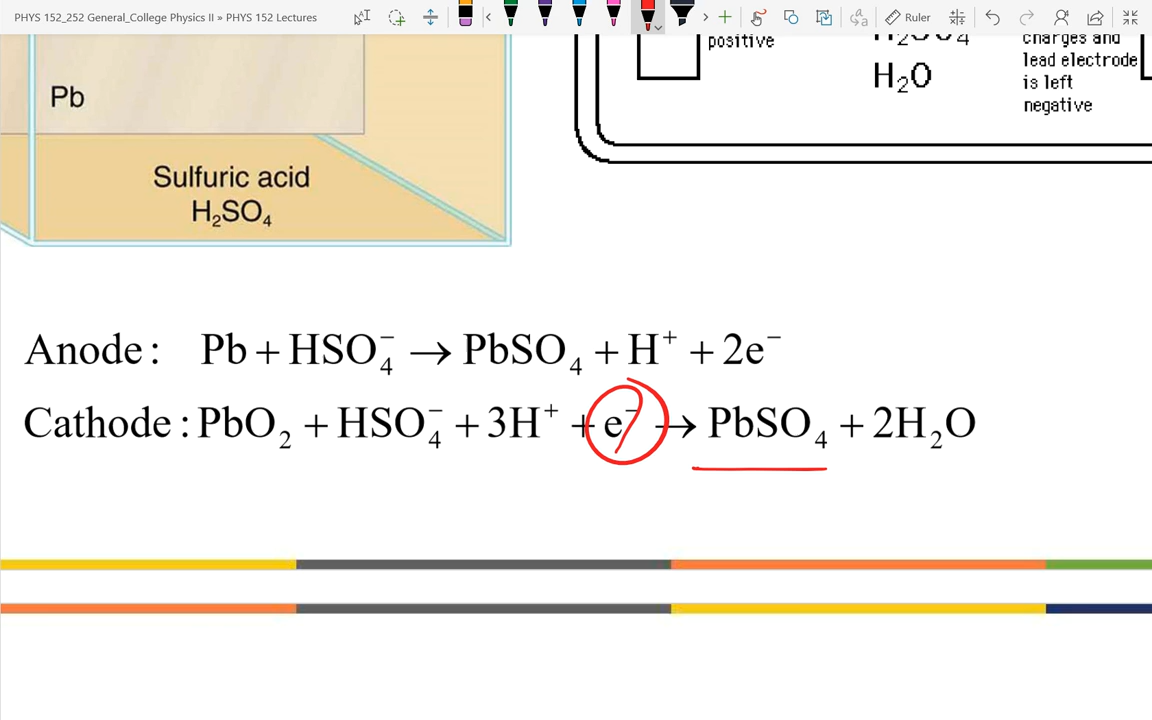 PHYS 152_252 General_College Physics II » PHYS 152 Lectures
Ruler
Pb
Sulfuric acid
H₂SO₄
positive
H₂SO₄
H₂O
charges and
lead electrode
is left
negative
Anode: Pb + HSO₄⁻ → PbSO₄ + H⁺ + 2e⁻
Cathode: PbO₂ + HSO₄⁻ + 3H⁺ + e⁻ → PbSO₄ + 2H₂O